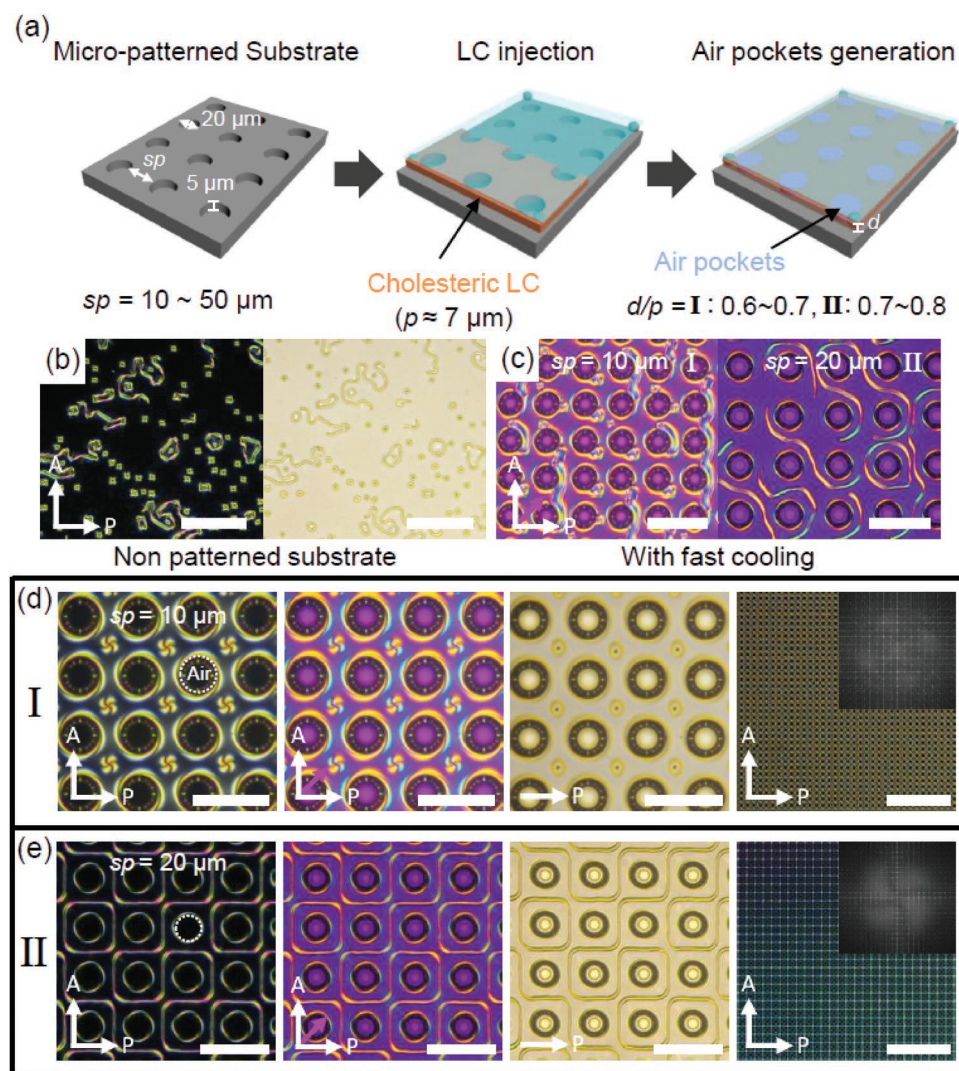 (a)
Micro-patterned Substrate
LC injection
Air pockets generation
20 μm
sp
5 μm
d
Cholesteric LC
Air pockets
sp = 10 ~ 50 μm
(p ≈ 7 μm)
d/p = I : 0.6~0.7, II: 0.7~0.8
(b)
A
P
Non patterned substrate
(c)
sp = 10 μm I
sp = 20 μm II
A
P
With fast cooling
(d)
sp = 10 μm
Air
I
A
P
A
P
P
A
P
(e)
sp = 20 μm
II
A
P
A
P
P
A
P